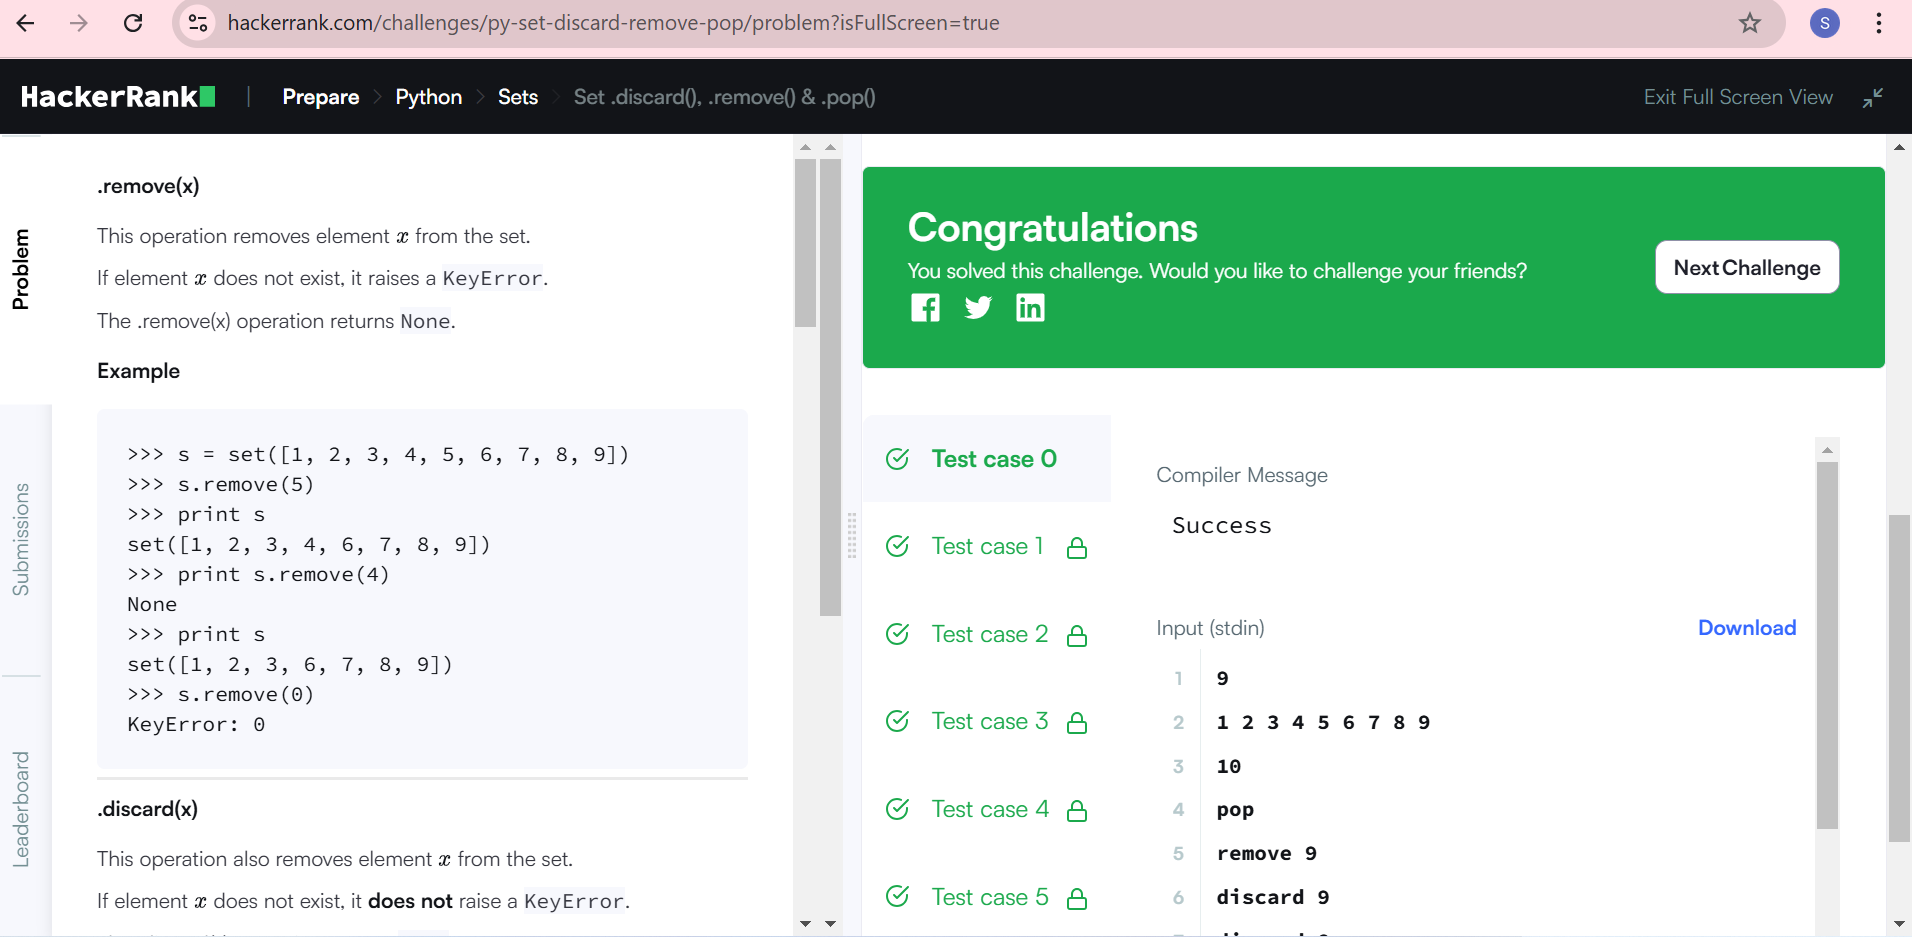 hackerrank.com/challenges/py-set-discard-remove-pop/problem?isFullScreen=true
S
HackerRank
|
Prepare > Python > Sets > Set .discard(), .remove() & .pop()
Exit Full Screen View
Problem
Submissions
Leaderboard
.remove(x)
This operation removes element x from the set.
If element x does not exist, it raises a KeyError.
The .remove(x) operation returns None.
Example
>>> s = set([1, 2, 3, 4, 5, 6, 7, 8, 9])
>>> s.remove(5)
>>> print s
set([1, 2, 3, 4, 6, 7, 8, 9])
>>> print s.remove(4)
None
>>> print s
set([1, 2, 3, 6, 7, 8, 9])
>>> s.remove(0)
KeyError: 0
.discard(x)
This operation also removes element x from the set.
If element x does not exist, it does not raise a KeyError.
Congratulations
You solved this challenge. Would you like to challenge your friends?
Next Challenge
Test case 0
Test case 1
Test case 2
Test case 3
Test case 4
Test case 5
Compiler Message
Success
Input (stdin)
Download
1 9
2 1 2 3 4 5 6 7 8 9
3 10
4 pop
5 remove 9
6 discard 9